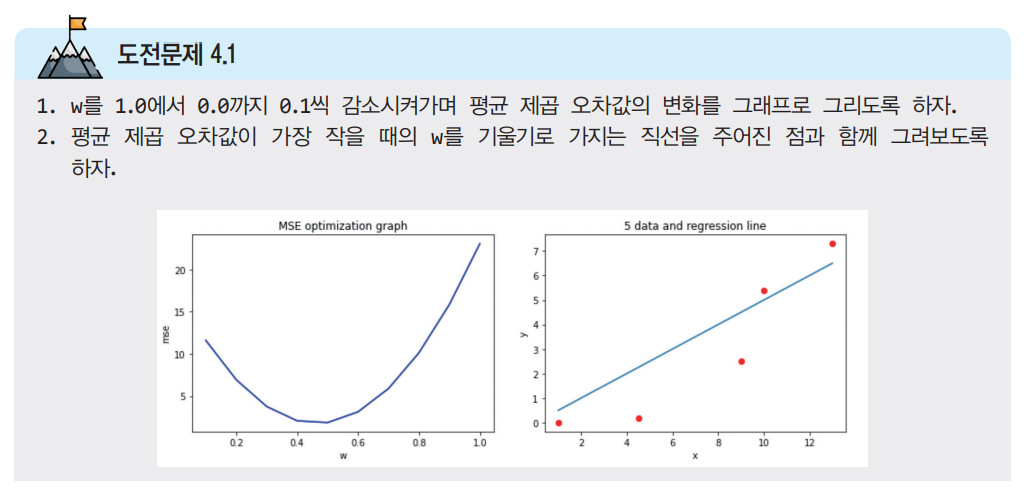 도전문제 4.1
1. w를 1.0에서 0.0까지 0.1씩 감소시켜가며 평균 제곱 오차값의 변화를 그래프로 그리도록 하자.
2. 평균 제곱 오차값이 가장 작을 때의 w를 기울기로 가지는 직선을 주어진 점과 함께 그려보도록
하자.
MSE optimization graph
mse
20
15
10
5
0.2 0.4 0.6 0.8 1.0
w
5 data and regression line
y
7
6
5
4
3
2
1
0
2 4 6 8 10 12
x